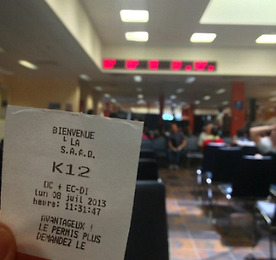 BIENVENUE
À LA
S.A.A.Q.
K12
DC + EC-DI
lun 08 juil 2013
heure: 11:31:47
AVANTAGEUX !
LE PERMIS PLUS
DEMANDEZ LE